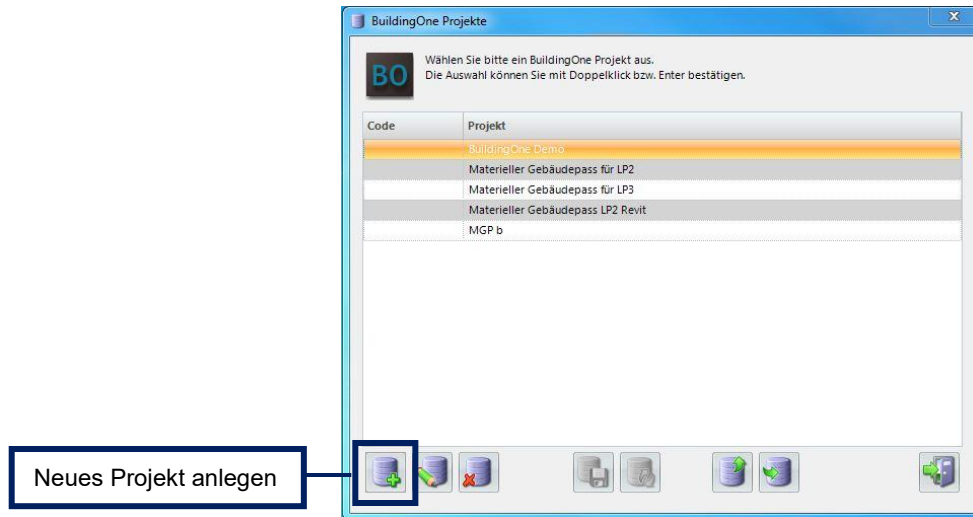 BuildingOne Projekte
BO
Wählen Sie bitte ein BuildingOne Projekt aus.
Die Auswahl können Sie mit Doppelklick bzw. Enter bestätigen.
Code Projekt
BuildingOne Demo
Materieller Gebäudepass für LP2
Materieller Gebäudepass für LP3
Materieller Gebäudepass LP2 Revit
MGP b
Neues Projekt anlegen